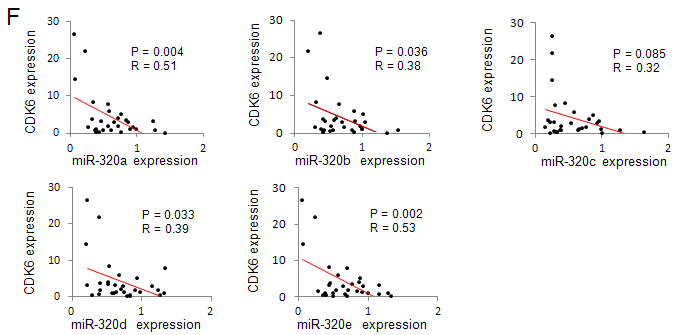 F
CDK6 expression
30
20
10
0
P = 0.004
R = 0.51
0 1 2
miR-320a expression
CDK6 expression
30
20
10
0
P = 0.036
R = 0.38
0 1 2
miR-320b expression
CDK6 expression
30
20
10
0
P = 0.085
R = 0.32
0 1 2
miR-320c expression
CDK6 expression
30
20
10
0
P = 0.033
R = 0.39
0 1 2
miR-320d expression
CDK6 expression
30
20
10
0
P = 0.002
R = 0.53
0 1 2
miR-320e expression